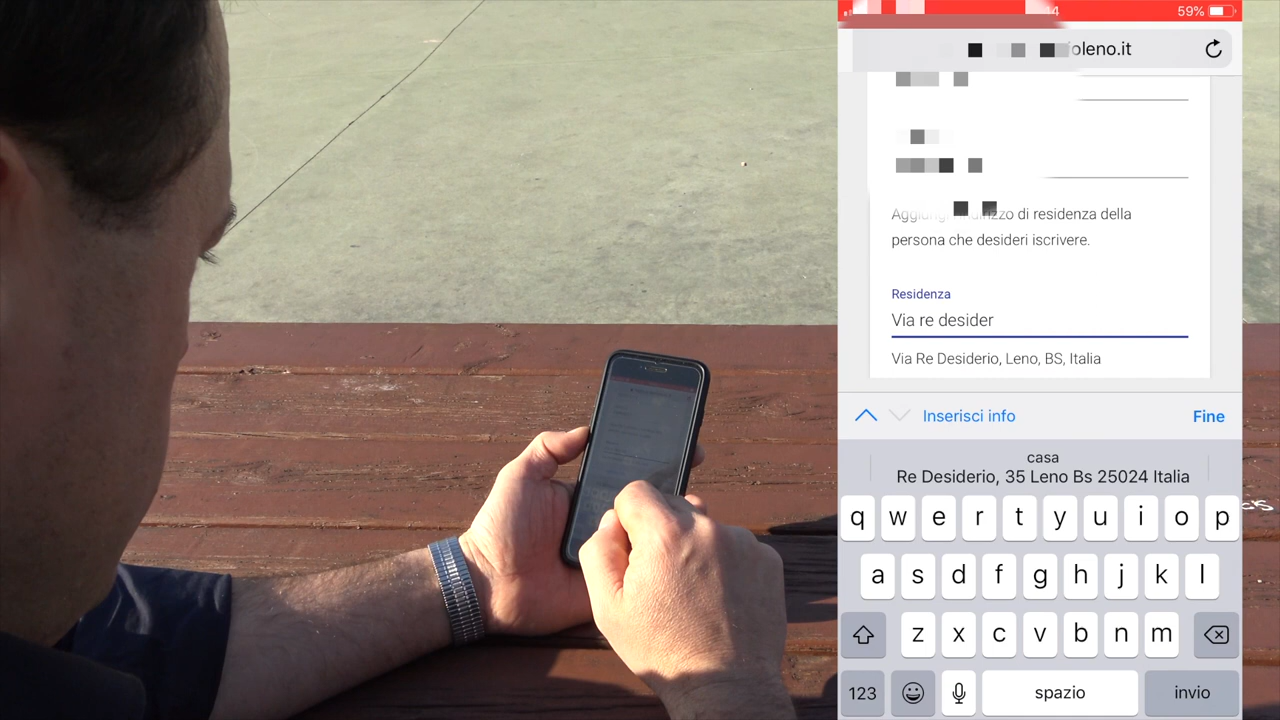 59%
oleno.it
di residenza della
persona che desideri iscrivere.
Residenza
Via re desider
Via Re Desiderio, Leno, BS, Italia
Inserisci info
Fine
casa
Re Desiderio, 35 Leno Bs 25024 Italia
q w e r t y u i o p
a s d f g h j k l
z x c v b n m
123
spazio
invio